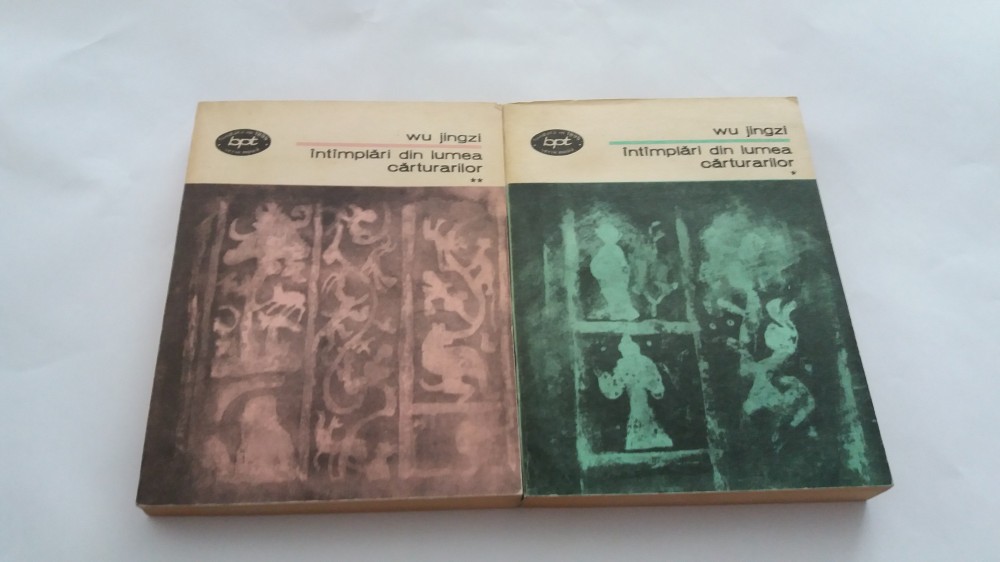 bpt
wu jingzi
întîmplări din lumea
cărturarilor
**
bpt
wu jingzi
întîmplări din lumea
cărturarilor
*